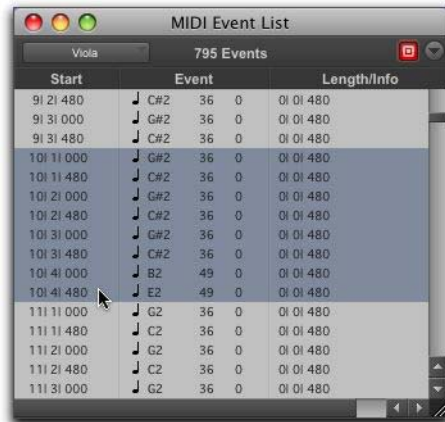 MIDI Event List
Viola 795 Events
Start Event Length/Info
9| 2| 480 C#2 36 0 0| 0| 480
9| 3| 000 G#2 36 0 0| 0| 480
9| 3| 480 C#2 36 0 0| 0| 480
10| 1| 000 G#2 36 0 0| 0| 480
10| 1| 480 C#2 36 0 0| 0| 480
10| 2| 000 G#2 36 0 0| 0| 480
10| 2| 480 C#2 36 0 0| 0| 480
10| 3| 000 G#2 36 0 0| 0| 480
10| 3| 480 C#2 36 0 0| 0| 480
10| 4| 000 B2 49 0 0| 0| 480
10| 4| 480 E2 49 0 0| 0| 480
11| 1| 000 G2 36 0 0| 0| 480
11| 1| 480 C2 36 0 0| 0| 480
11| 2| 000 G2 36 0 0| 0| 480
11| 2| 480 C2 36 0 0| 0| 480
11| 3| 000 G2 36 0 0| 0| 480